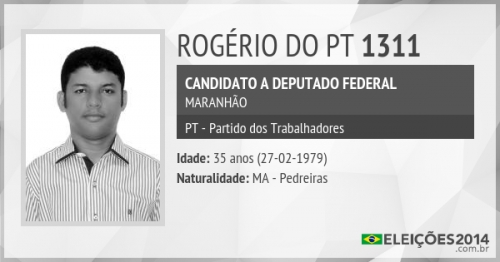 ROGÉRIO DO PT 1311
CANDIDATO A DEPUTADO FEDERAL
MARANHÃO
PT - Partido dos Trabalhadores
Idade: 35 anos (27-02-1979)
Naturalidade: MA - Pedreiras
ELEIÇÕES2014
.com.br